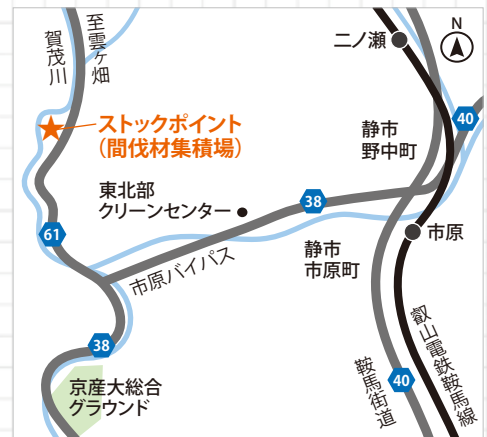 至雲ヶ畑
賀茂川
ストックポイント
（間伐材集積場）
東北部
クリーンセンター
61
38
市原バイパス
38
京産大総合
グラウンド
二ノ瀬
N
40
静市
野中町
市原
静市
市原町
40
鞍馬街道
叡山電鉄鞍馬線